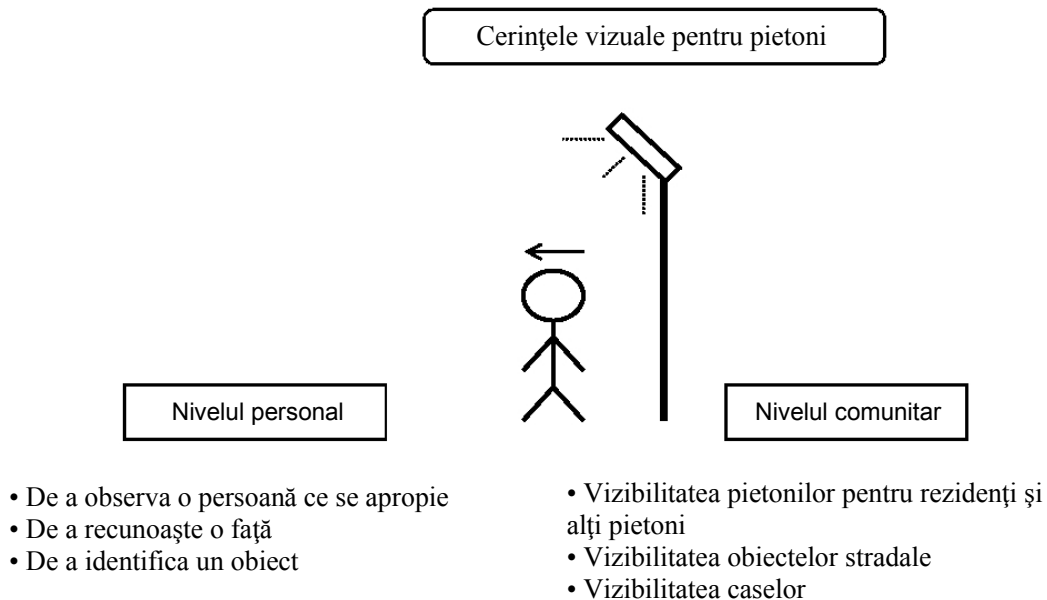 Cerinţele vizuale pentru pietoni
Nivelul personal
• De a observa o persoană ce se apropie
• De a recunoaşte o faţă
• De a identifica un obiect
Nivelul comunitar
• Vizibilitatea pietonilor pentru rezidenţi şi
alţi pietoni
• Vizibilitatea obiectelor stradale
• Vizibilitatea caselor